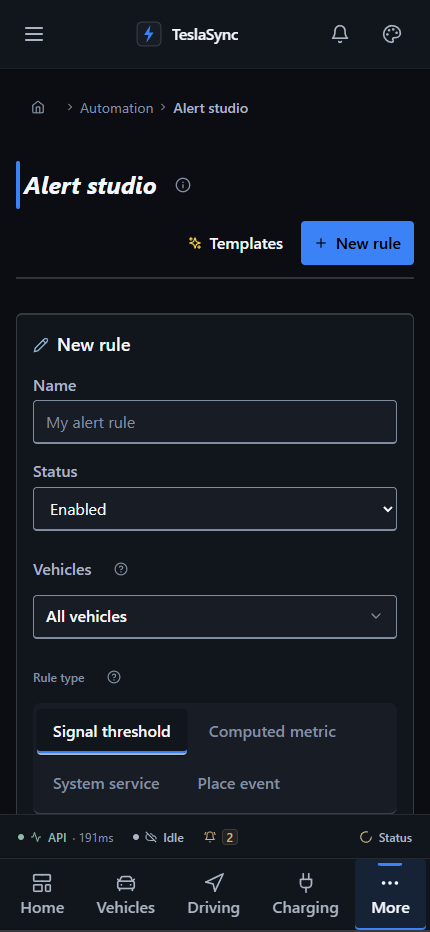 TeslaSync
Automation
Alert studio
Alert studio
Templates
+ New rule
New rule
Name
My alert rule
Status
Enabled
Vehicles
All vehicles
Rule type
Signal threshold
Computed metric
System service
Place event
API · 191ms
Idle
2
Status
Home
Vehicles
Driving
Charging
More